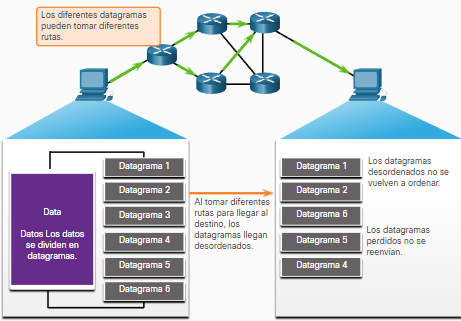 Los diferentes datagramas
pueden tomar diferentes
rutas.
Data
Datos Los datos
se dividen en
datagramas.
Datagrama 1
Datagrama 2
Datagrama 3
Datagrama 4
Datagrama 5
Datagrama 6
Al tomar diferentes
rutas para llegar al
destino, los
datagramas llegan
desordenados.
Datagrama 1
Datagrama 2
Datagrama 6
Datagrama 5
Datagrama 4
Los datagramas
desordenados no se
vuelven a ordenar.
Los datagramas
perdidos no se
reenvían.